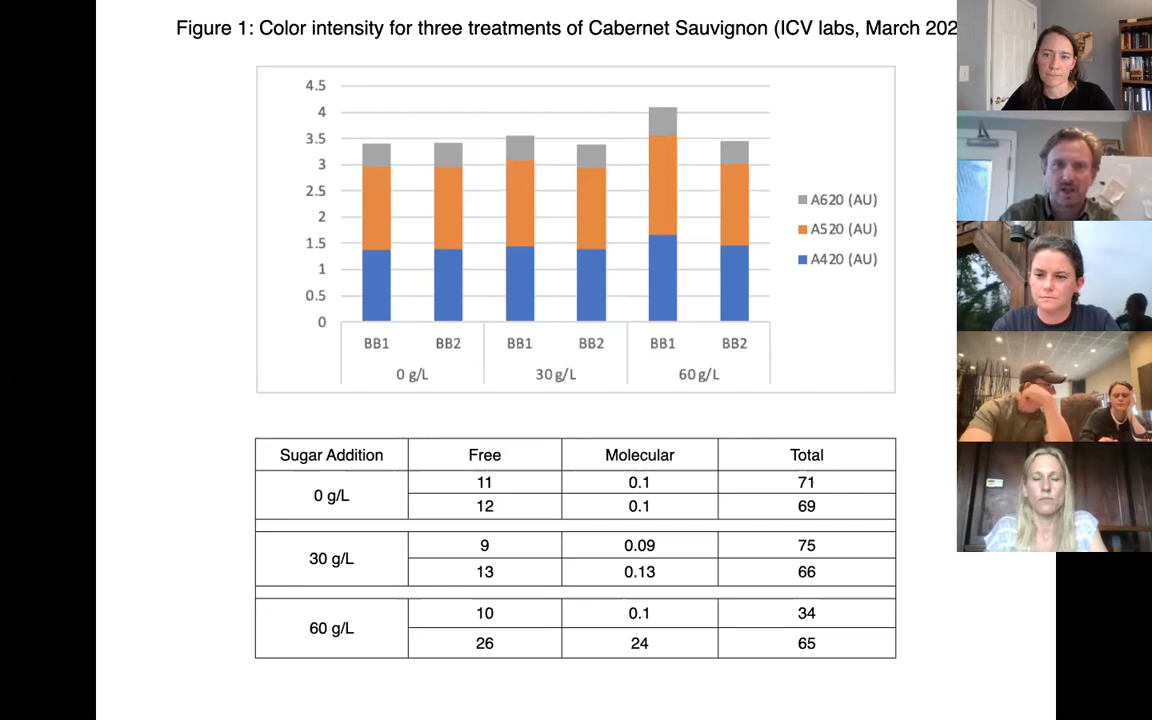 Figure 1: Color intensity for three treatments of Cabernet Sauvignon (ICV labs, March 202
4.5
4
3.5
3
2.5
2
1.5
1
0.5
0
A620 (AU)
A520 (AU)
A420 (AU)
BB1 BB2 BB1 BB2 BB1 BB2
0 g/L 30 g/L 60 g/L
Sugar Addition Free Molecular Total
0 g/L
11 0.1 71
12 0.1 69
30 g/L
9 0.09 75
13 0.13 66
60 g/L
10 0.1 34
26 24 65